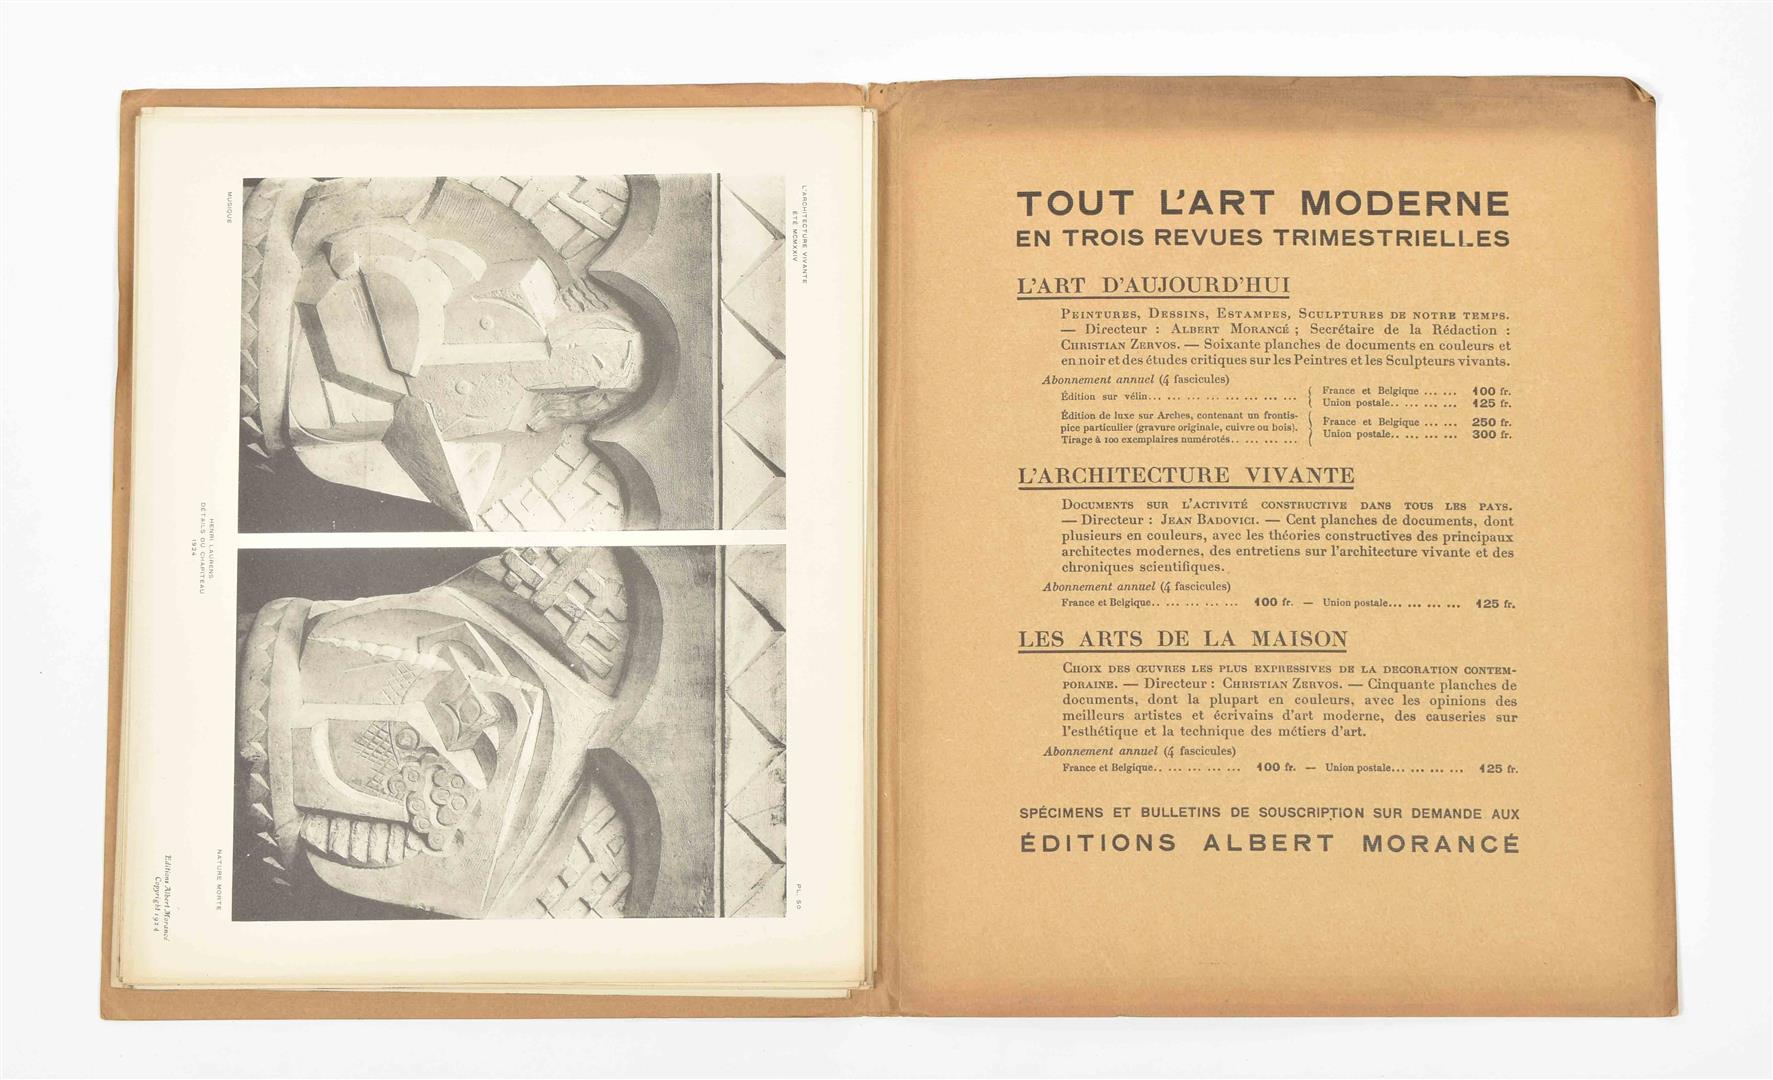 L'ARCHITECTURE VIVANTE
ÉTÉ MCMXXIV
PL. 50
MUSIQUE
NATURE MORTE
HENRI LAURENS
DÉTAILS DU CHAPITEAU
1924
Editions Albert Morancé
Copyright 1924
TOUT L'ART MODERNE
EN TROIS REVUES TRIMESTRIELLES
L'ART D'AUJOURD'HUI
PEINTURES, DESSINS, ESTAMPES, SCULPTURES DE NOTRE TEMPS.
— Directeur : ALBERT MORANCÉ ; Secrétaire de la Rédaction :
CHRISTIAN ZERVOS. — Soixante planches de documents en couleurs et
en noir et des études critiques sur les Peintres et les Sculpteurs vivants.
Abonnement annuel (4 fascicules)
Édition sur vélin... ... ... ... ... ... ... ... { France et Belgique ... ... 100 fr.
Union postale.. ... ... ... 125 fr.
Édition de luxe sur Arches, contenant un frontis-
pice particulier (gravure originale, cuivre ou bois). { France et Belgique ... ... 250 fr.
Tirage à 100 exemplaires numérotés.. ... ... ... Union postale.. ... ... ... 300 fr.
L'ARCHITECTURE VIVANTE
DOCUMENTS SUR L'ACTIVITÉ CONSTRUCTIVE DANS TOUS LES PAYS.
— Directeur : JEAN BADOVICI. — Cent planches de documents, dont
plusieurs en couleurs, avec les théories constructives des principaux
architectes modernes, des entretiens sur l'architecture vivante et des
chroniques scientifiques.
Abonnement annuel (4 fascicules)
France et Belgique.. ... ... ... ... 100 fr. — Union postale... ... ... ... 125 fr.
LES ARTS DE LA MAISON
CHOIX DES ŒUVRES LES PLUS EXPRESSIVES DE LA DECORATION CONTEM-
PORAINE. — Directeur : CHRISTIAN ZERVOS. — Cinquante planches de
documents, dont la plupart en couleurs, avec les opinions des
meilleurs artistes et écrivains d'art moderne, des causeries sur
l'esthétique et la technique des métiers d'art.
Abonnement annuel (4 fascicules)
France et Belgique.. ... ... ... ... 100 fr. — Union postale... ... ... ... 125 fr.
SPÉCIMENS ET BULLETINS DE SOUSCRIPTION SUR DEMANDE AUX
ÉDITIONS ALBERT MORANCÉ